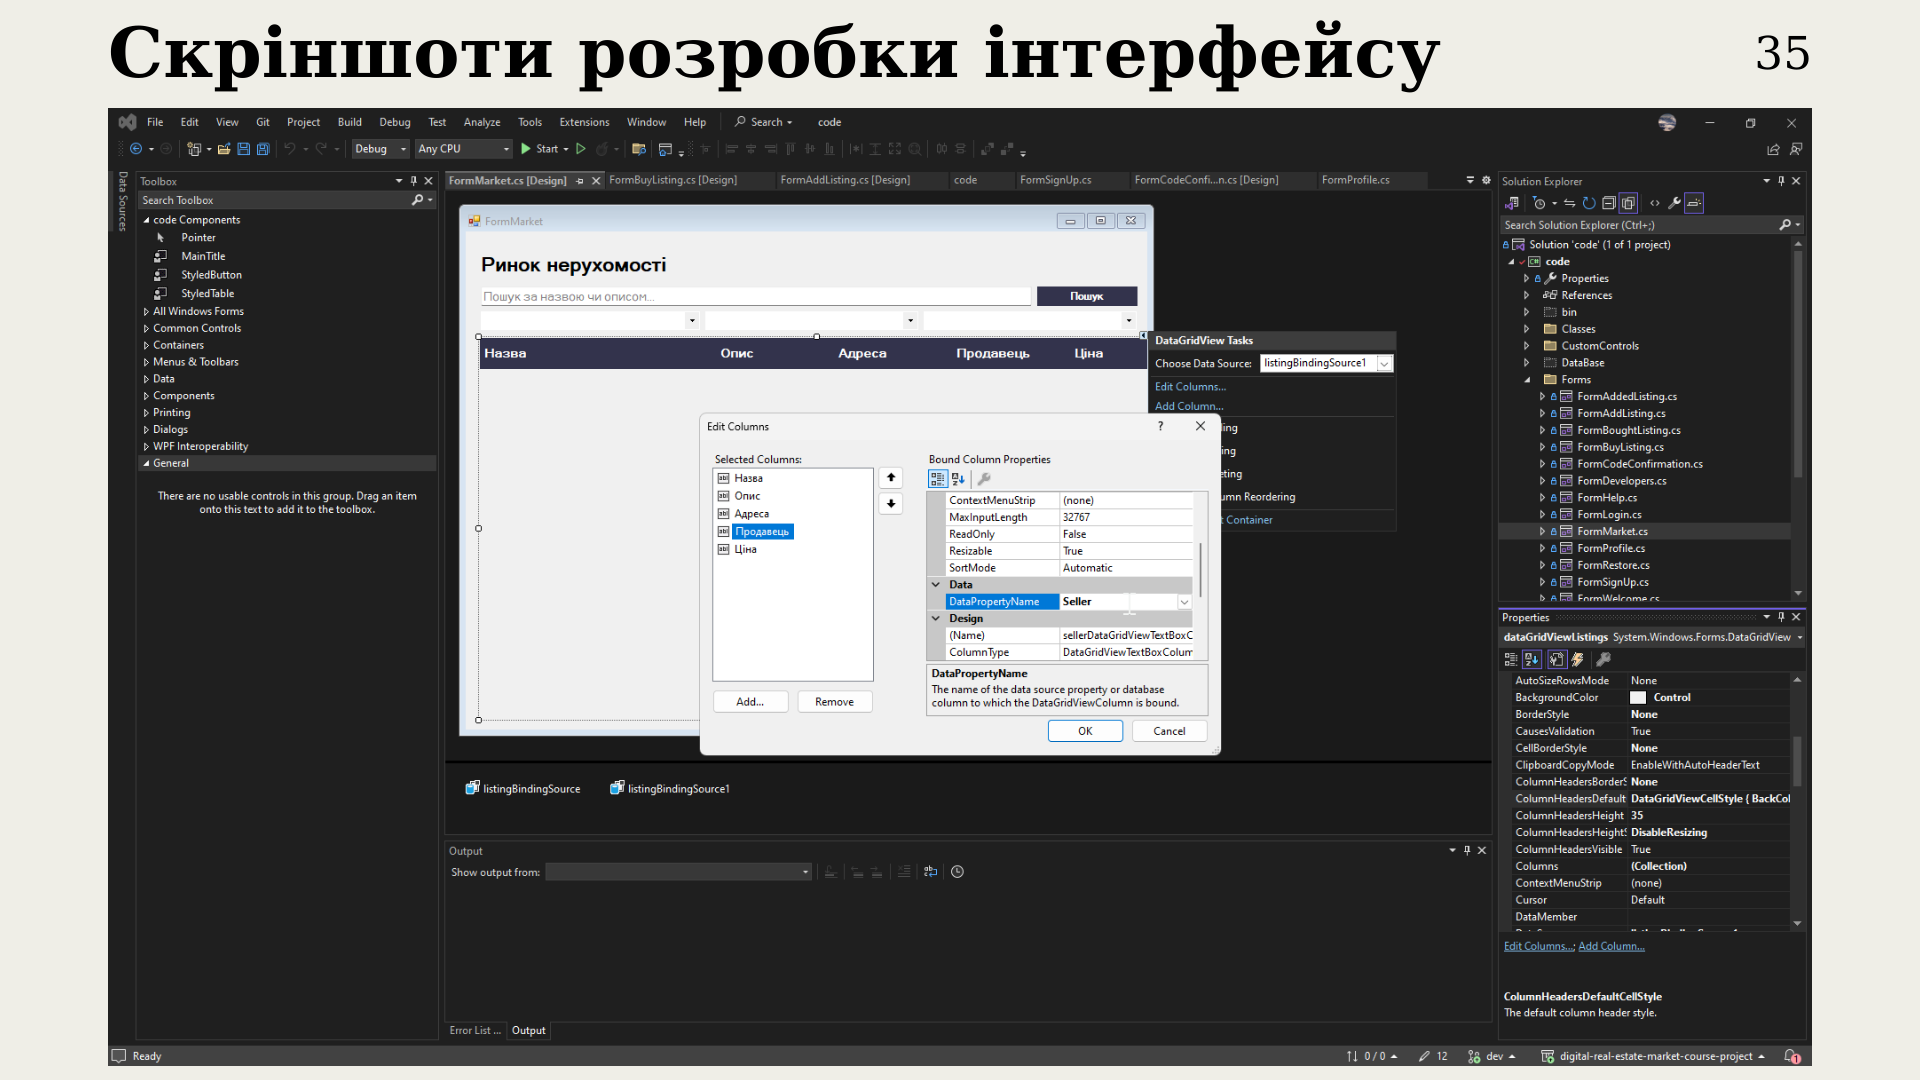 Скріншоти розробки інтерфейсу
35
File Edit View Git Project Build Debug Test Analyze Tools Extensions Window Help Search code
Debug Any CPU Start
Data Sources
Toolbox
Search Toolbox
code Components
Pointer
MainTitle
StyledButton
StyledTable
All Windows Forms
Common Controls
Containers
Menus & Toolbars
Data
Components
Printing
Dialogs
WPF Interoperability
General
There are no usable controls in this group. Drag an item
onto this text to add it to the toolbox.
FormMarket.cs [Design] FormBuyListing.cs [Design] FormAddListing.cs [Design] code FormSignUp.cs FormCodeConfi...n.cs [Design] FormProfile.cs
FormMarket
Ринок нерухомості
Пошук за назвою чи описом...
Пошук
Назва Опис Адреса Продавець Ціна
DataGridView Tasks
Choose Data Source: listingBindingSource1
Edit Columns...
Add Column...
Edit Columns
Selected Columns:
Назва
Опис
Адреса
Продавець
Ціна
Add... Remove
Bound Column Properties
ContextMenuStrip (none)
MaxInputLength 32767
ReadOnly False
Resizable True
SortMode Automatic
Data
DataPropertyName Seller
Design
(Name) sellerDataGridViewTextBoxC
ColumnType DataGridViewTextBoxColum
DataPropertyName
The name of the data source property or database
column to which the DataGridViewColumn is bound.
OK Cancel
ling
ing
eting
umn Reordering
t Container
listingBindingSource listingBindingSource1
Output
Show output from:
Error List ... Output
Solution Explorer
Search Solution Explorer (Ctrl+;)
Solution 'code' (1 of 1 project)
code
Properties
References
bin
Classes
CustomControls
DataBase
Forms
FormAddedListing.cs
FormAddListing.cs
FormBoughtListing.cs
FormBuyListing.cs
FormCodeConfirmation.cs
FormDevelopers.cs
FormHelp.cs
FormLogin.cs
FormMarket.cs
FormProfile.cs
FormRestore.cs
FormSignUp.cs
FormWelcome.cs
Properties
dataGridViewListings System.Windows.Forms.DataGridView
AutoSizeRowsMode None
BackgroundColor Control
BorderStyle None
CausesValidation True
CellBorderStyle None
ClipboardCopyMode EnableWithAutoHeaderText
ColumnHeadersBorderS None
ColumnHeadersDefault DataGridViewCellStyle { BackCol
ColumnHeadersHeight 35
ColumnHeadersHeightS DisableResizing
ColumnHeadersVisible True
Columns (Collection)
ContextMenuStrip (none)
Cursor Default
DataMember
Edit Columns...; Add Column...
ColumnHeadersDefaultCellStyle
The default column header style.
Ready
0 / 0 12 dev digital-real-estate-market-course-project 1